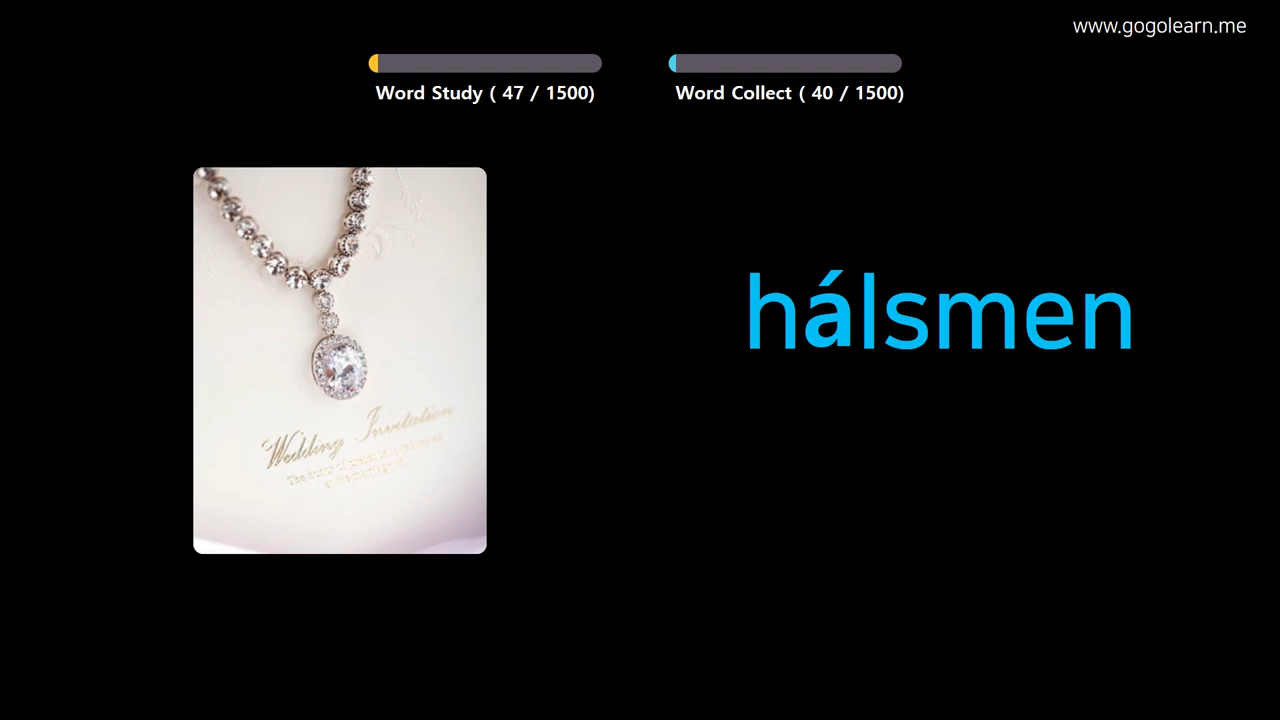 www.gogolearn.me
Word Study ( 47 / 1500)
Word Collect ( 40 / 1500)
hálsmen
Wedding Invitation